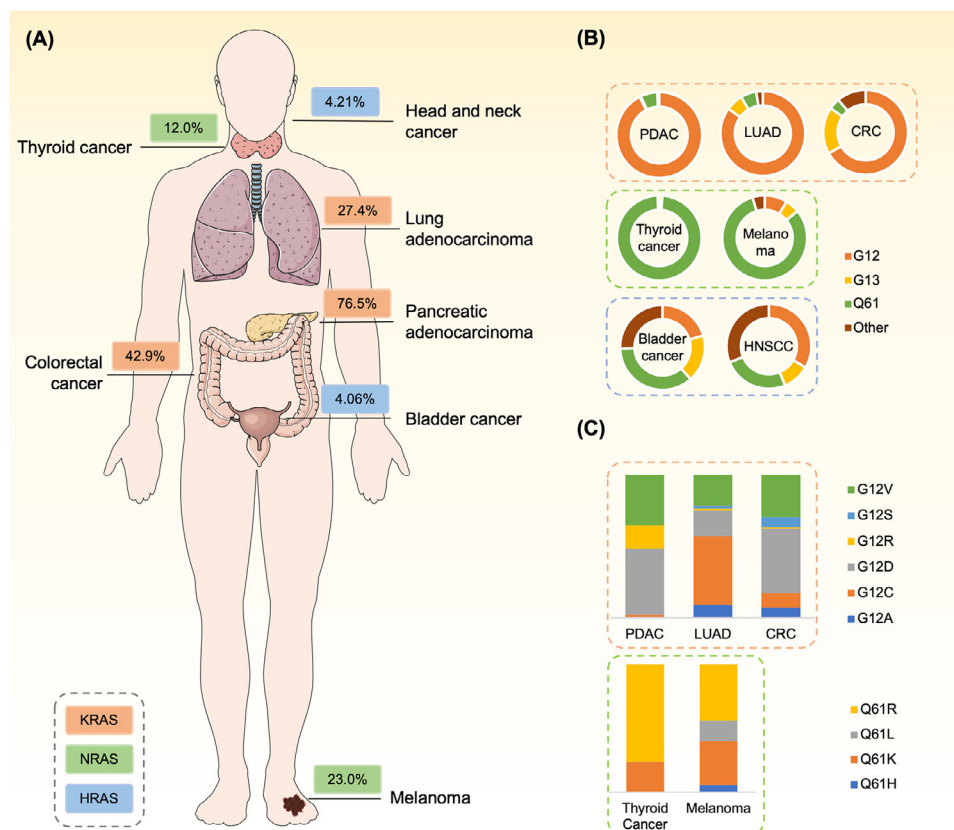 (A)
12.0%
Thyroid cancer
4.21%
Head and neck
cancer
27.4%
Lung
adenocarcinoma
76.5%
Pancreatic
adenocarcinoma
42.9%
Colorectal
cancer
4.06%
Bladder cancer
KRAS
NRAS
HRAS
23.0%
Melanoma
(B)
PDAC
LUAD
CRC
Thyroid
cancer
Melano
ma
Bladder
cancer
HNSCC
G12
G13
Q61
Other
(C)
PDAC
LUAD
CRC
G12V
G12S
G12R
G12D
G12C
G12A
Thyroid
Cancer
Melanoma
Q61R
Q61L
Q61K
Q61H